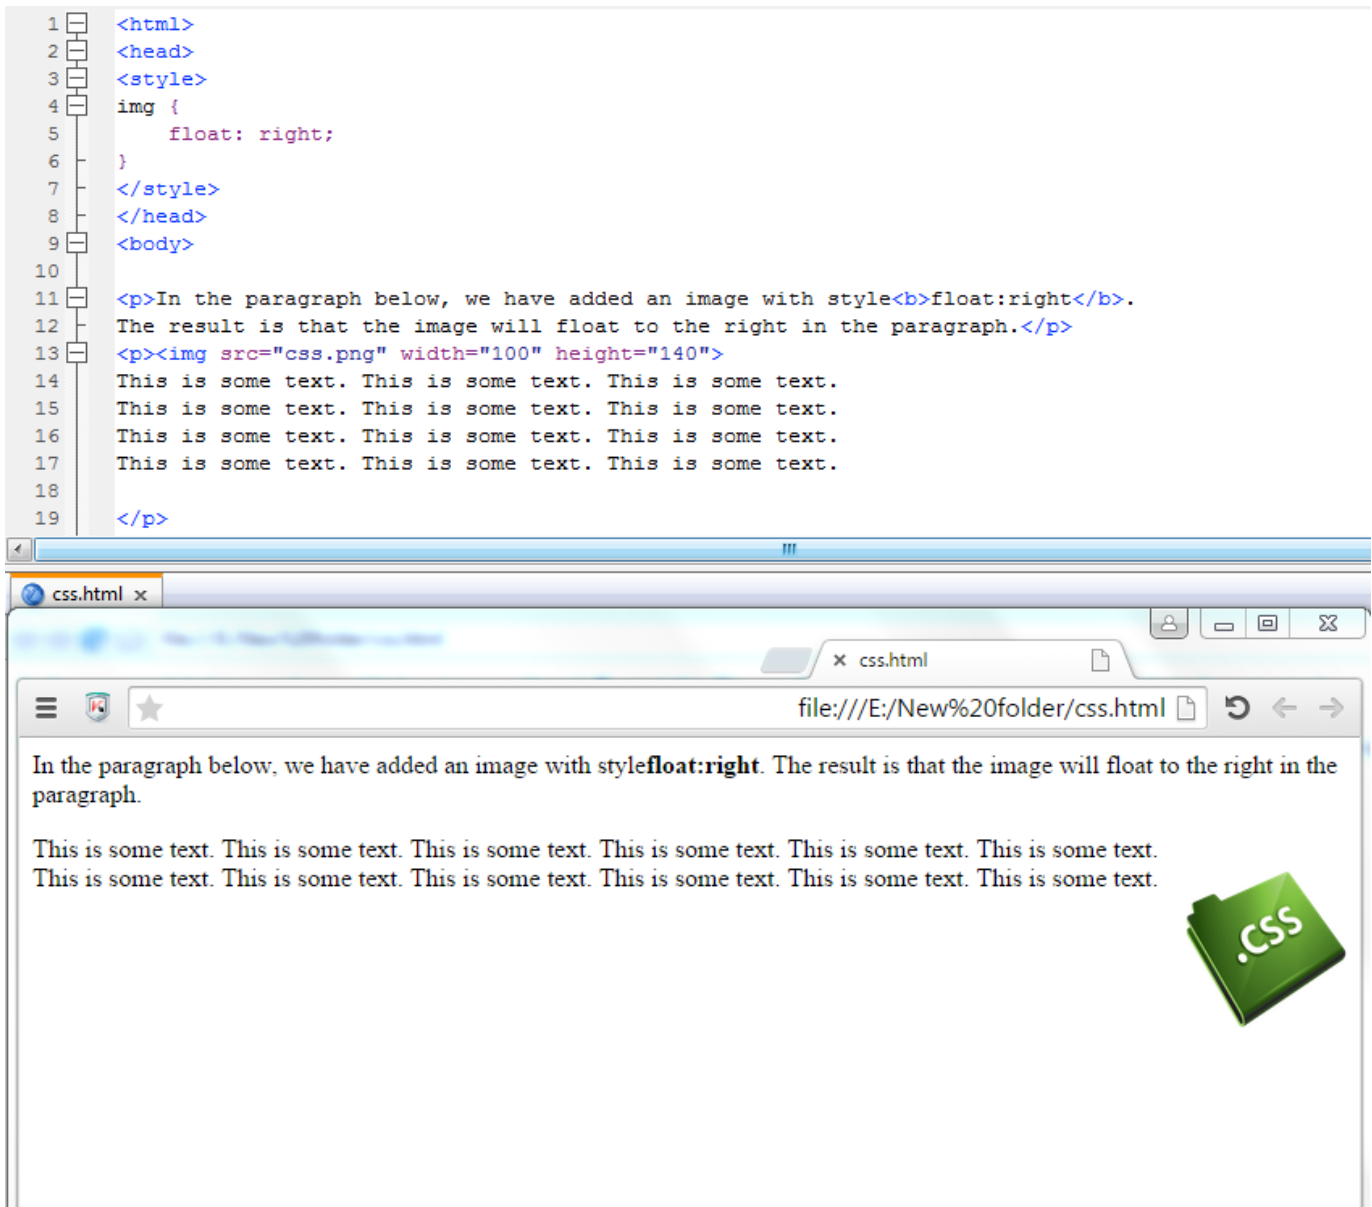 1 <html>
2 <head>
3 <style>
4 img {
5 float: right;
6 }
7 </style>
8 </head>
9 <body>
10
11 <p>In the paragraph below, we have added an image with style<b>float:right</b>.
12 The result is that the image will float to the right in the paragraph.</p>
13 <p><img src="css.png" width="100" height="140">
14 This is some text. This is some text. This is some text.
15 This is some text. This is some text. This is some text.
16 This is some text. This is some text. This is some text.
17 This is some text. This is some text. This is some text.
18
19 </p>
css.html
css.html
file:///E:/New%20folder/css.html
In the paragraph below, we have added an image with stylefloat:right. The result is that the image will float to the right in the
paragraph.
This is some text. This is some text. This is some text. This is some text. This is some text. This is some text.
This is some text. This is some text. This is some text. This is some text. This is some text. This is some text.
.CSS